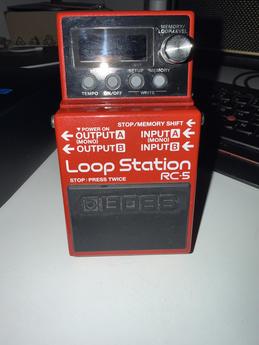 MEMORY/
LOOP LEVEL
SETUP MEMORY
TEMPO ON/OFF WRITE
STOP/MEMORY SHIFT
▼POWER ON
OUTPUT A INPUT A
(MONO) (MONO)
OUTPUT B INPUT B
Loop Station
RC-5
STOP : PRESS TWICE
BOSS